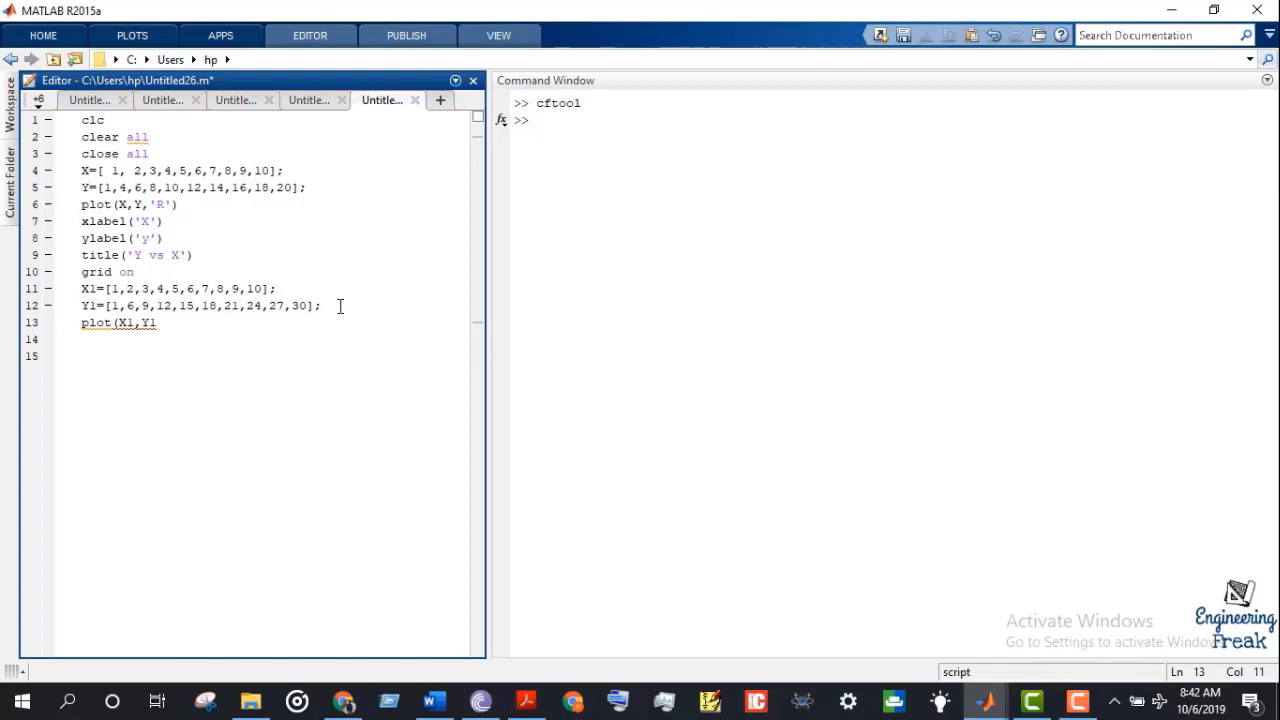 MATLAB R2015a
HOME PLOTS APPS EDITOR PUBLISH VIEW Search Documentation
C: Users hp
Editor - C:\Users\hp\Untitled26.m* Command Window
+6 Untitle... Untitle... Untitle... Untitle... Untitle...
>> cftool
fx >>
Workspace
Current Folder
1 clc
2 clear all
3 close all
4 X=[ 1, 2,3,4,5,6,7,8,9,10];
5 Y=[1,4,6,8,10,12,14,16,18,20];
6 plot(X,Y,'R')
7 xlabel('X')
8 ylabel('y')
9 title('Y vs X')
10 grid on
11 X1=[1,2,3,4,5,6,7,8,9,10];
12 Y1=[1,6,9,12,15,18,21,24,27,30];
13 plot(X1,Y1
14
15
Activate Windows
Go to Settings to activate Windows
Engineering
Freak
script Ln 13 Col 11
8:42 AM
10/6/2019
3